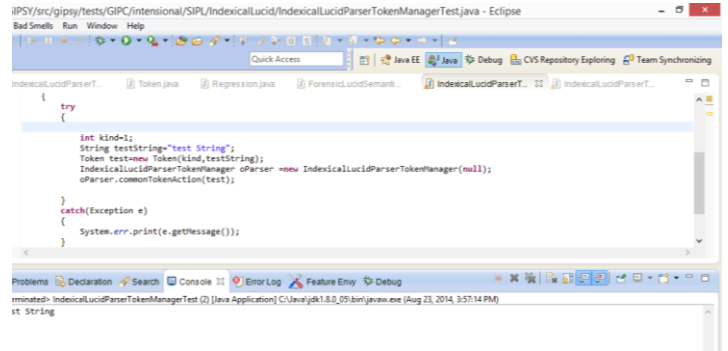 IPSY/src/gipsy/tests/GIPC/intensional/SIPL/IndexicalLucid/IndexicalLucidParserTokenManagerTest.java - Eclipse
Bad Smells Run Window Help
Quick Access Java EE Java Debug CVS Repository Exploring Team Synchronizing
IndexicalLucidParserT... Token.java Regression.java ForensicLucidSemanti... IndexicalLucidParserT... IndexicalLucidParserT...
{
try
{
int kind=1;
String testString="test String";
Token test=new Token(kind,testString);
IndexicalLucidParserTokenManager oParser =new IndexicalLucidParserTokenManager(null);
oParser.commonTokenAction(test);
}
catch(Exception e)
{
System.err.print(e.getMessage());
}
Problems Declaration Search Console Error Log Feature Envy Debug
rminated> IndexicalLucidParserTokenManagerTest (2) [Java Application] C:\Java\jdk1.8.0_05\bin\javaw.exe (Aug 23, 2014, 3:57:14 PM)
st String